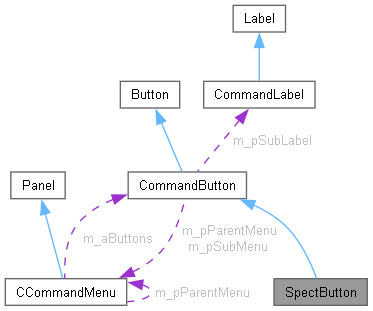 Label
Button
CommandLabel
m_pSubLabel
Panel
CommandButton
m_aButtons
m_pParentMenu
m_pSubMenu
CCommandMenu
m_pParentMenu
SpectButton